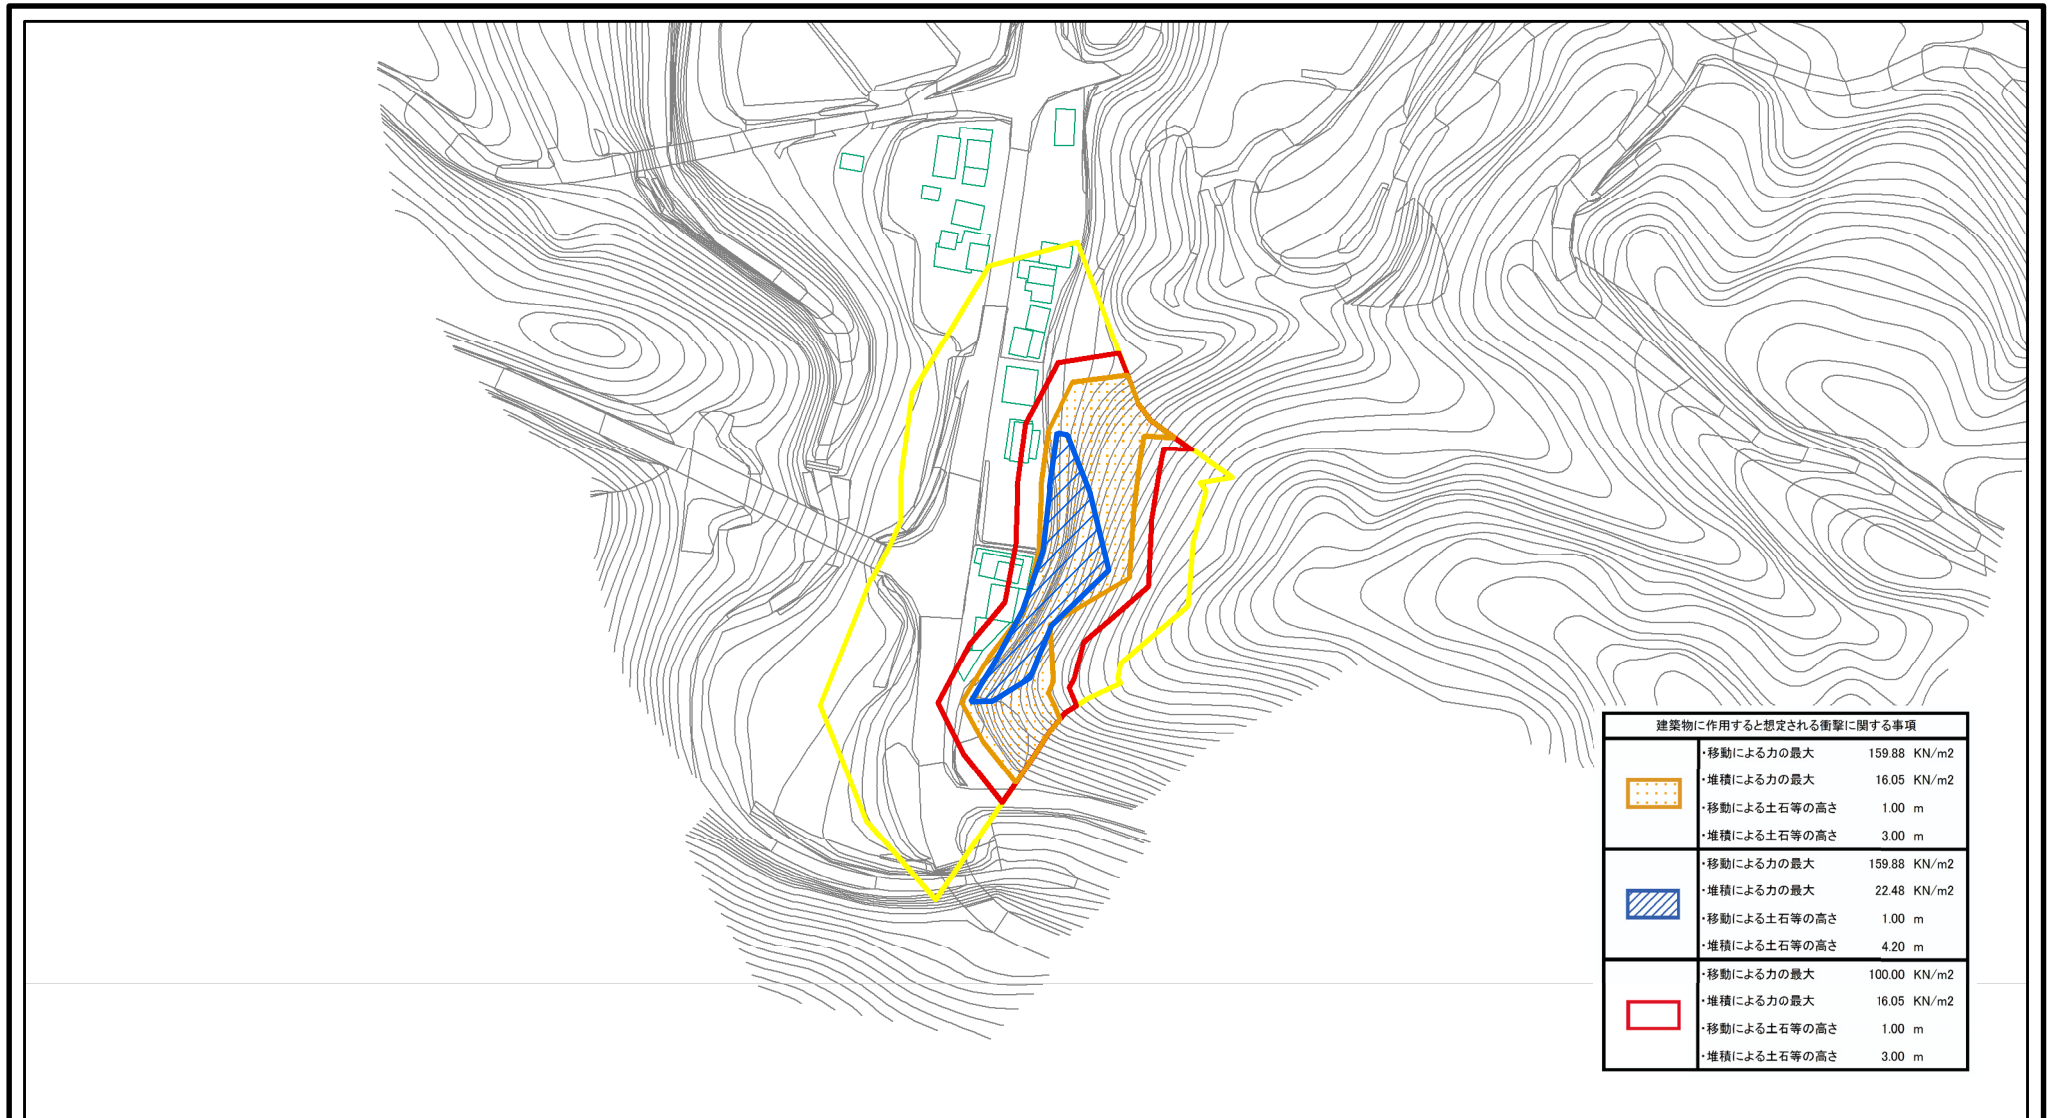 建築物に作用すると想定される衝撃に関する事項
・移動による力の最大 159.88 KN/m2
・堆積による力の最大 16.05 KN/m2
・移動による土石等の高さ 1.00 m
・堆積による土石等の高さ 3.00 m
・移動による力の最大 159.88 KN/m2
・堆積による力の最大 22.48 KN/m2
・移動による土石等の高さ 1.00 m
・堆積による土石等の高さ 4.20 m
・移動による力の最大 100.00 KN/m2
・堆積による力の最大 16.05 KN/m2
・移動による土石等の高さ 1.00 m
・堆積による土石等の高さ 3.00 m